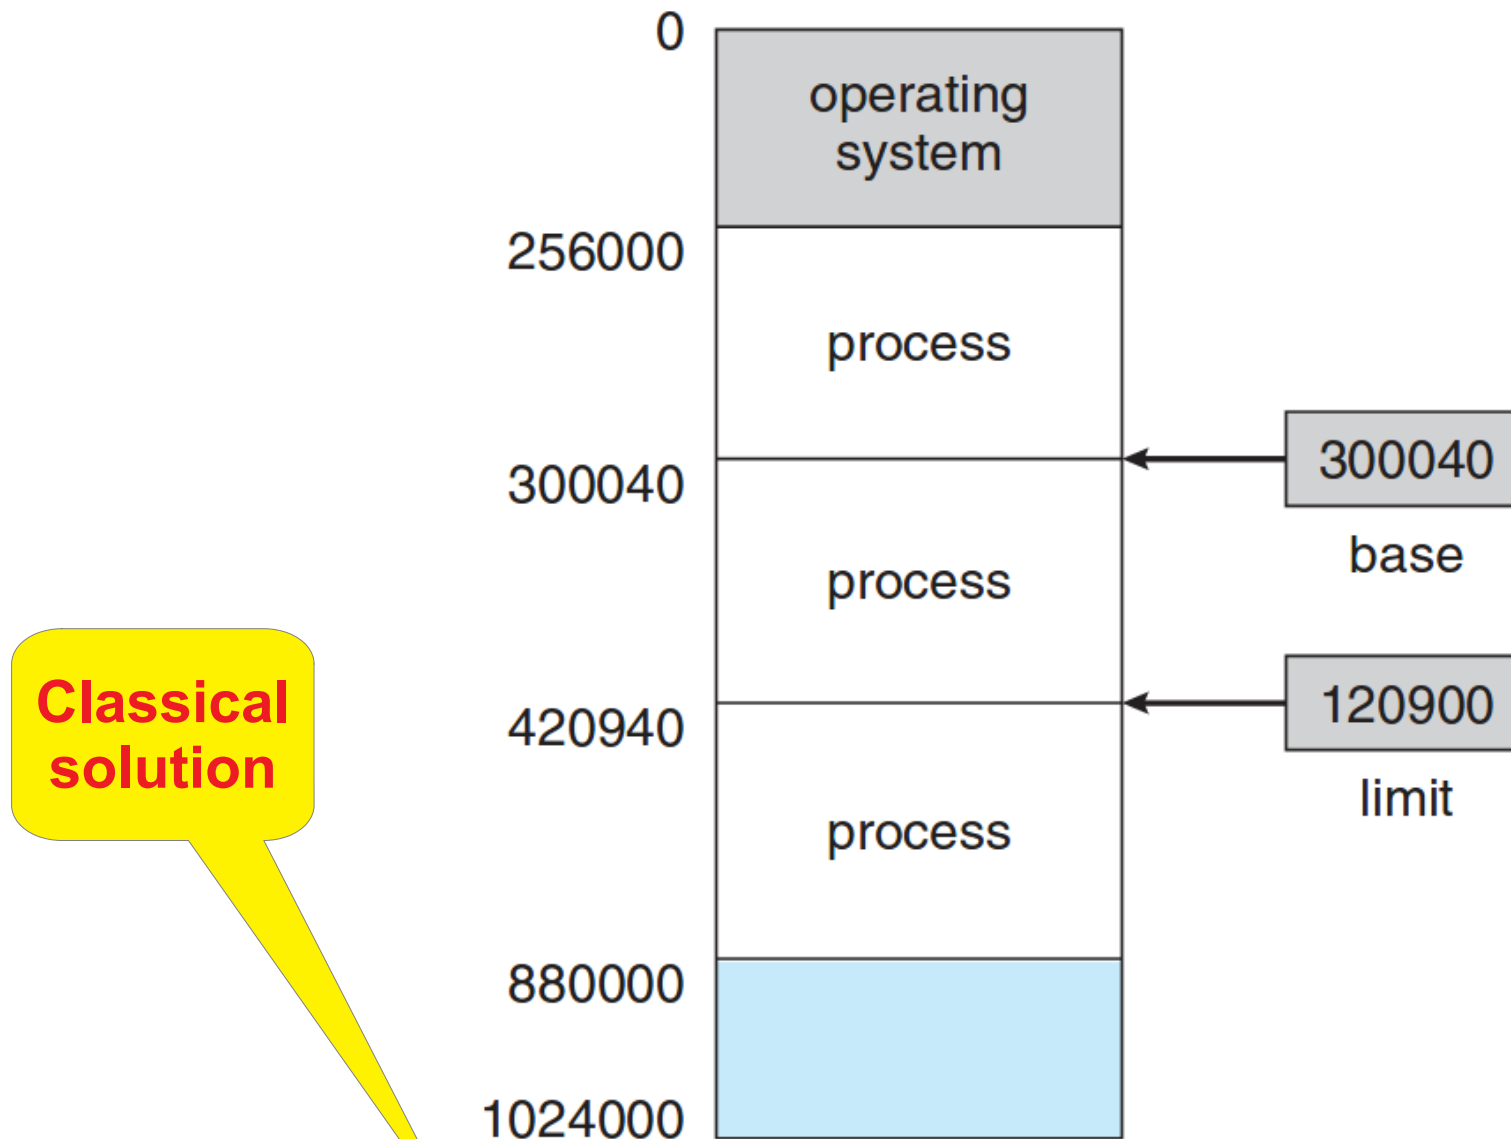 0
operating
system
256000
process
300040
300040
base
process
Classical
solution
420940
120900
limit
process
880000
1024000